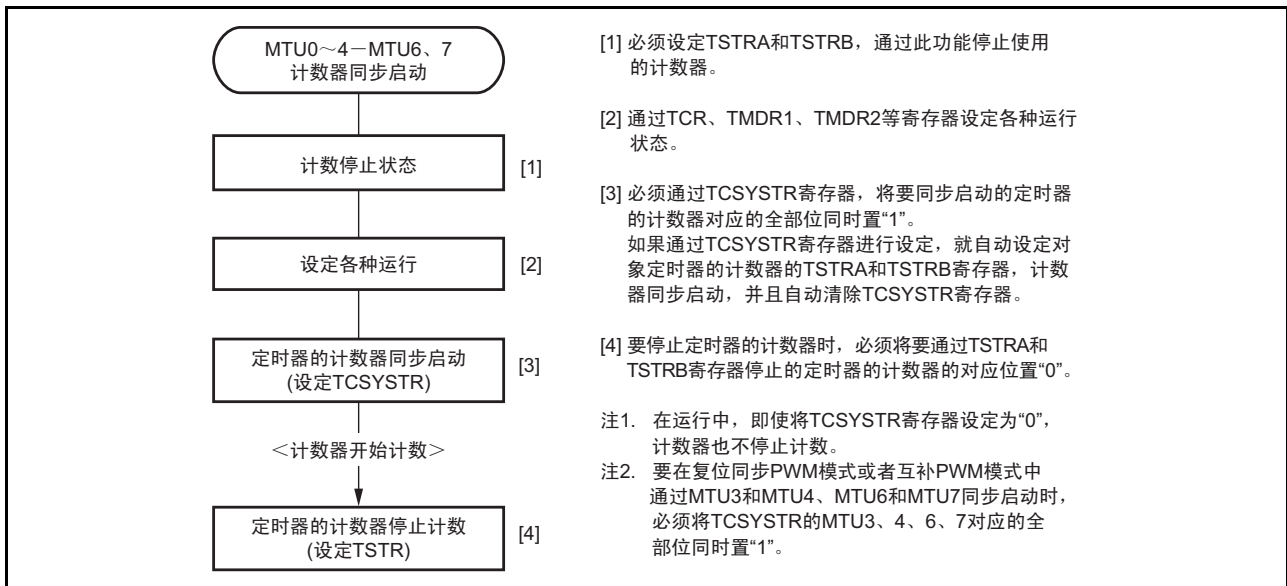 MTU0～4－MTU6、7
计数器同步启动
计数停止状态
[1]
设定各种运行
[2]
定时器的计数器同步启动
(设定TCSYSTR)
[3]
＜计数器开始计数＞
定时器的计数器停止计数
(设定TSTR)
[4]
[1] 必须设定TSTRA和TSTRB，通过此功能停止使用
的计数器。
[2] 通过TCR、TMDR1、TMDR2等寄存器设定各种运行
状态。
[3] 必须通过TCSYSTR寄存器，将要同步启动的定时器
的计数器对应的全部位同时置“1”。
如果通过TCSYSTR寄存器进行设定，就自动设定对
象定时器的计数器的TSTRA和TSTRB寄存器，计数
器同步启动，并且自动清除TCSYSTR寄存器。
[4] 要停止定时器的计数器时，必须将要通过TSTRA和
TSTRB寄存器停止的定时器的计数器的对应位置“0”。
注1. 在运行中，即使将TCSYSTR寄存器设定为“0”，
计数器也不停止计数。
注2. 要在复位同步PWM模式或者互补PWM模式中
通过MTU3和MTU4、MTU6和MTU7同步启动时，
必须将TCSYSTR的MTU3、4、6、7对应的全
部位同时置“1”。